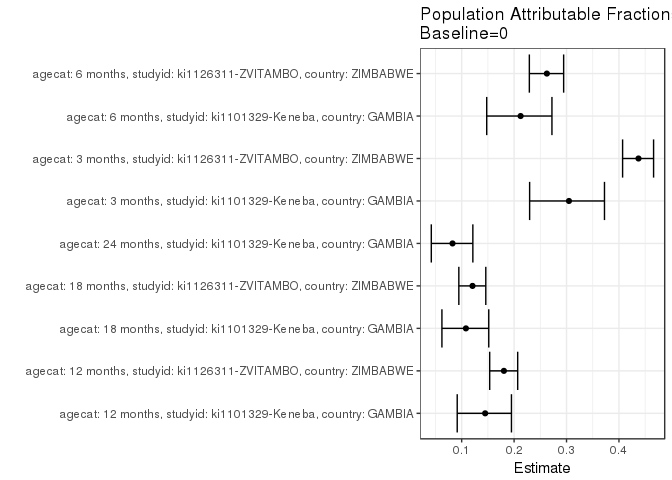 Population Attributable Fraction
Baseline=0
agecat: 6 months, studyid: ki1126311-ZVITAMBO, country: ZIMBABWE
agecat: 6 months, studyid: ki1101329-Keneba, country: GAMBIA
agecat: 3 months, studyid: ki1126311-ZVITAMBO, country: ZIMBABWE
agecat: 3 months, studyid: ki1101329-Keneba, country: GAMBIA
agecat: 24 months, studyid: ki1101329-Keneba, country: GAMBIA
agecat: 18 months, studyid: ki1126311-ZVITAMBO, country: ZIMBABWE
agecat: 18 months, studyid: ki1101329-Keneba, country: GAMBIA
agecat: 12 months, studyid: ki1126311-ZVITAMBO, country: ZIMBABWE
agecat: 12 months, studyid: ki1101329-Keneba, country: GAMBIA
0.1 0.2 0.3 0.4
Estimate